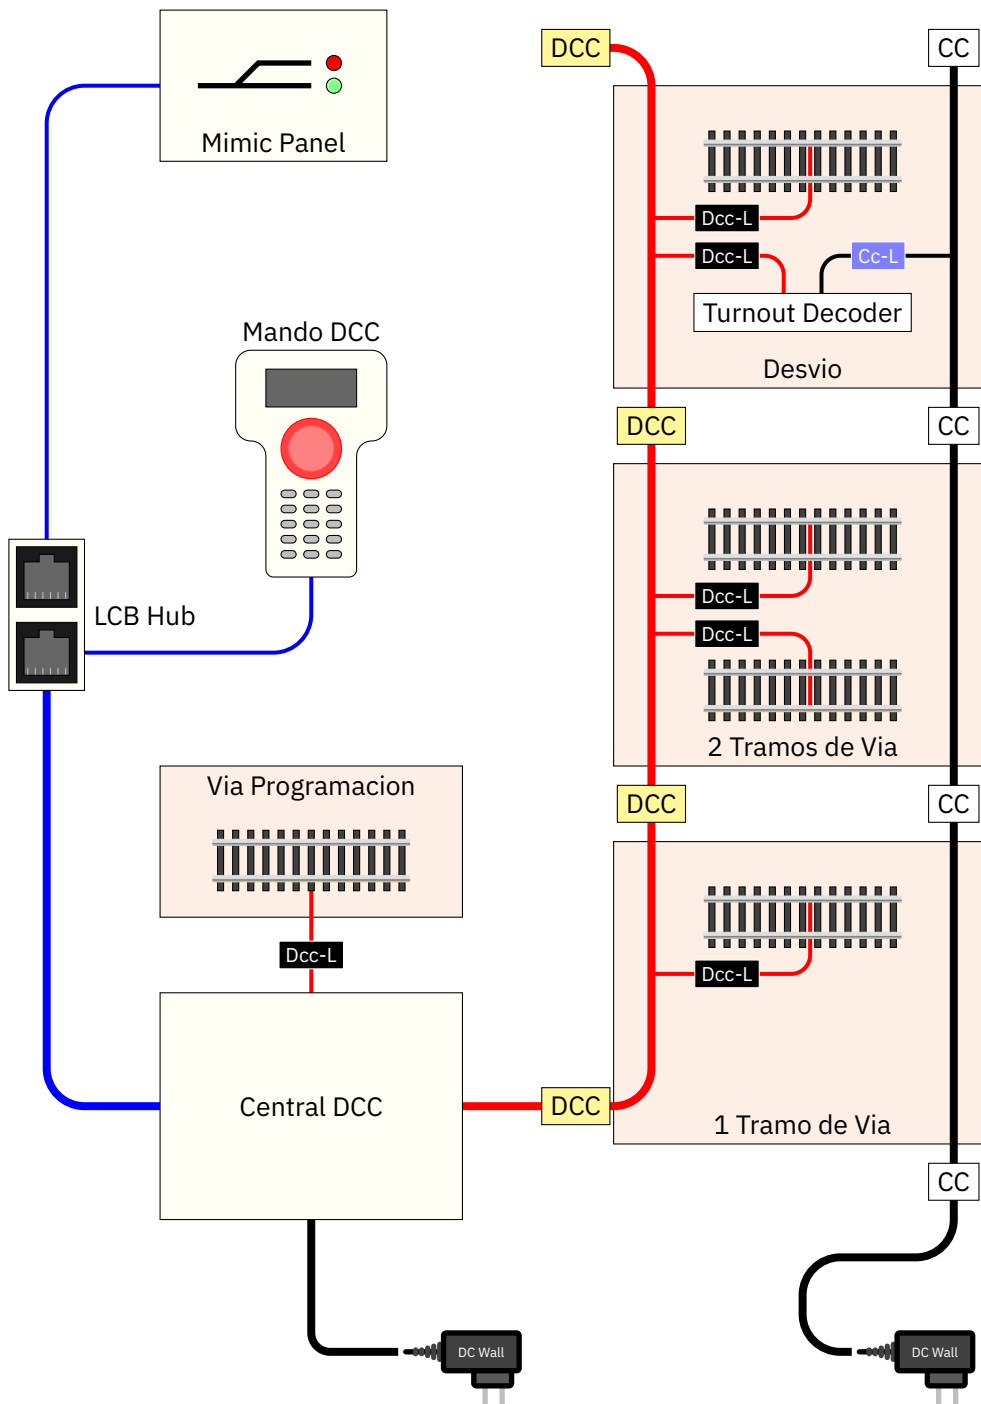 DCC
CC
Mimic Panel
Dcc-L
Dcc-L
Cc-L
Turnout Decoder
Desvio
Mando DCC
DCC
CC
Dcc-L
LCB Hub
Dcc-L
2 Tramos de Via
Via Programacion
DCC
CC
Dcc-L
Dcc-L
Central DCC
DCC
1 Tramo de Via
CC
DC Wall
DC Wall